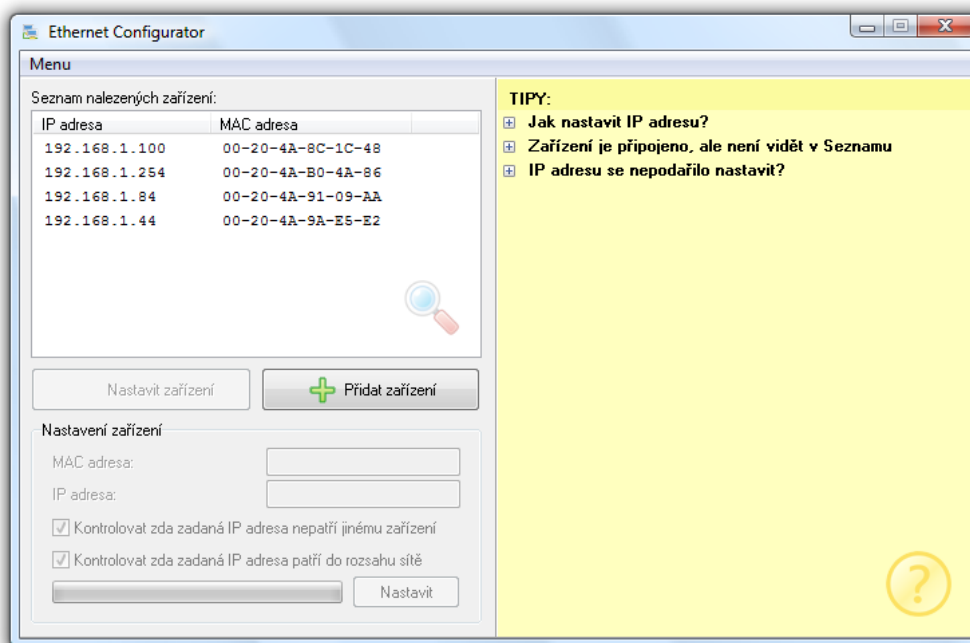 Ethernet Configurator
Menu
Seznam nalezených zařízení:
IP adresa MAC adresa
192.168.1.100 00-20-4A-8C-1C-48
192.168.1.254 00-20-4A-B0-4A-86
192.168.1.84 00-20-4A-91-09-AA
192.168.1.44 00-20-4A-9A-E5-E2
Nastavit zařízení Přidat zařízení
Nastavení zařízení
MAC adresa:
IP adresa:
Kontrolovat zda zadaná IP adresa nepatří jinému zařízení
Kontrolovat zda zadaná IP adresa patří do rozsahu sítě
Nastavit
TIPY:
Jak nastavit IP adresu?
Zařízení je připojeno, ale není vidět v Seznamu
IP adresu se nepodařilo nastavit?